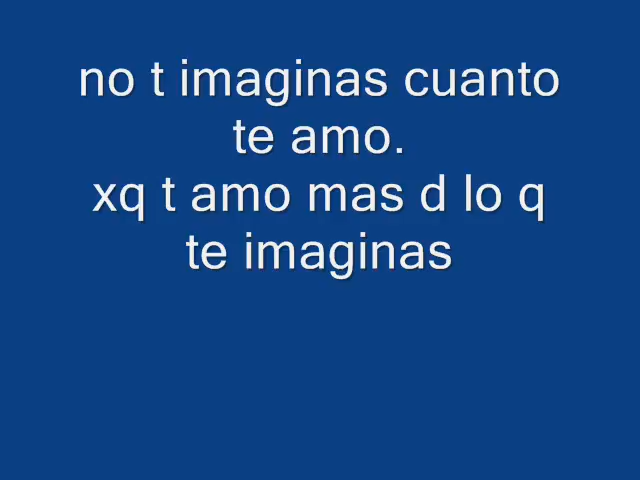 no t imaginas cuanto
te amo.
xq t amo mas d lo q
te imaginas